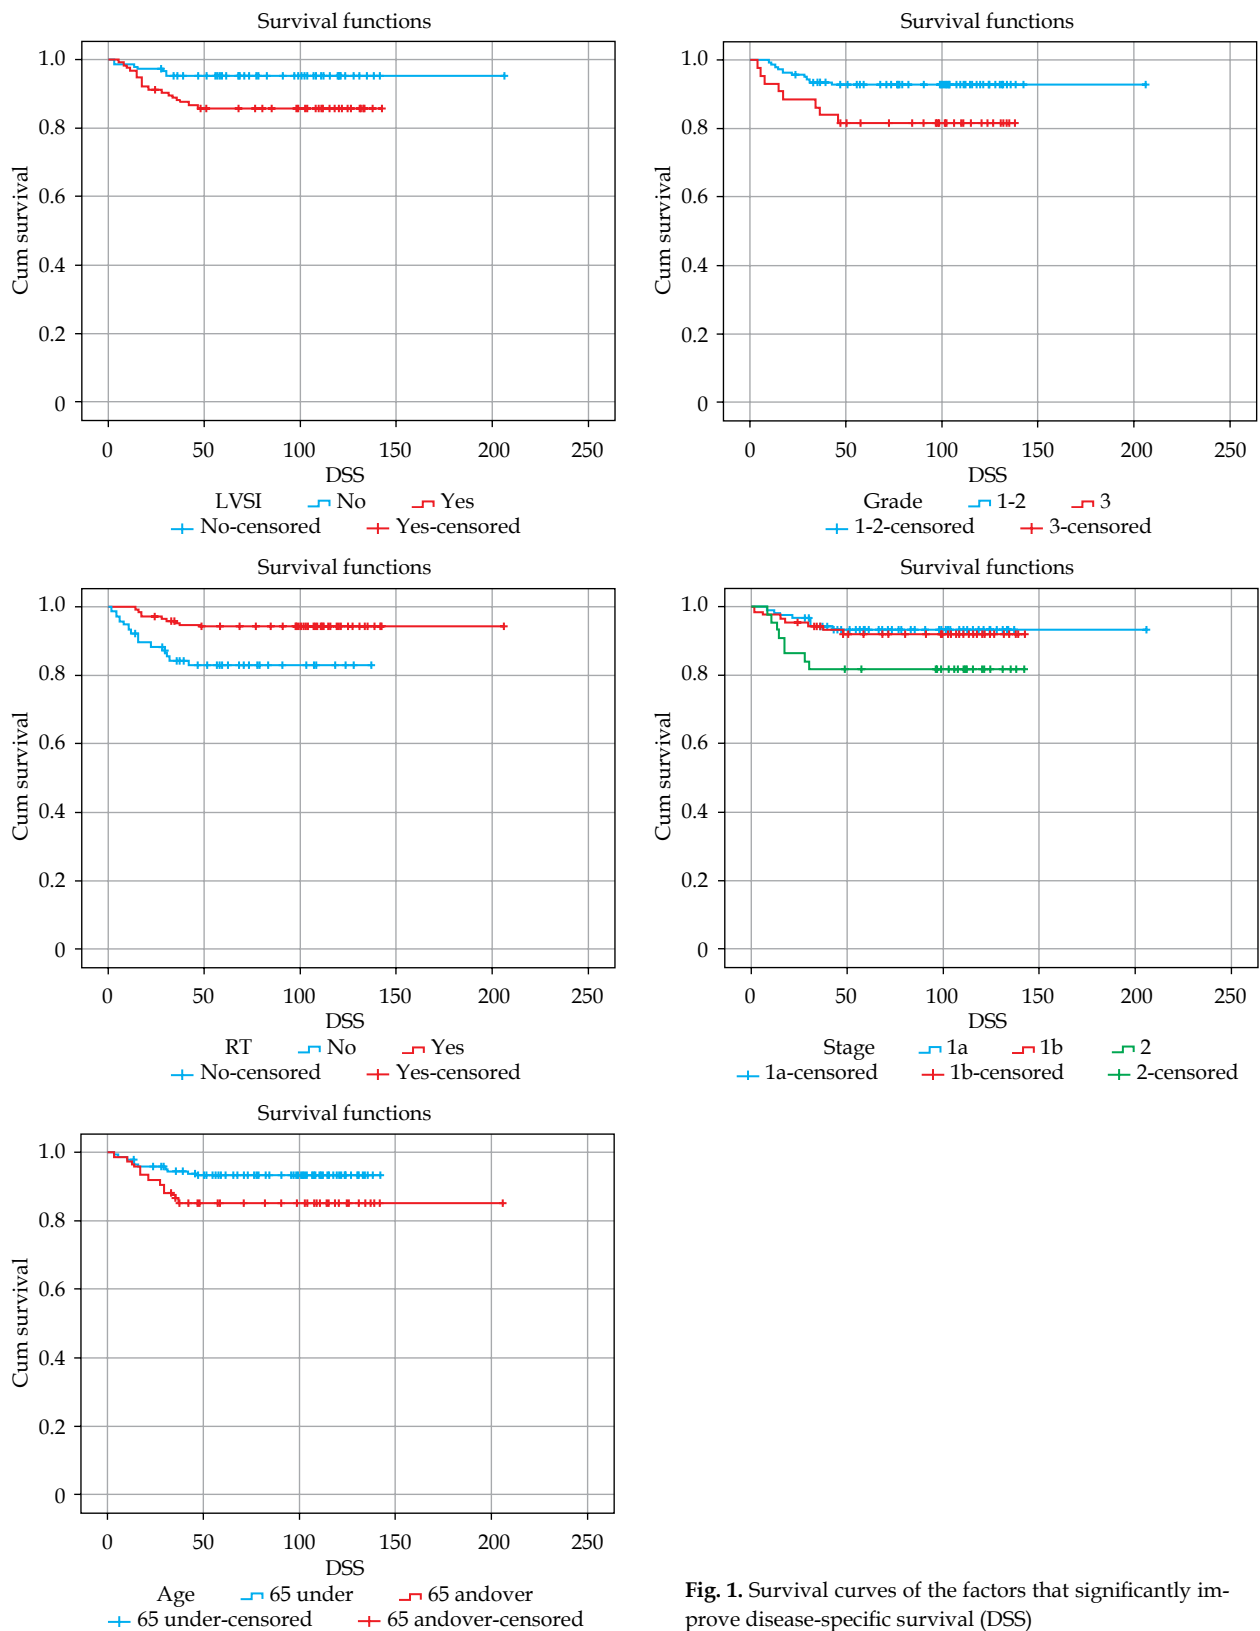 Survival functions
1.0
0.8
0.6
0.4
0.2
0
Cum survival
0 50 100 150 200 250
DSS
LVSI No Yes
No-censored Yes-censored
Survival functions
1.0
0.8
0.6
0.4
0.2
0
Cum survival
0 50 100 150 200 250
DSS
Grade 1-2 3
1-2-censored 3-censored
Survival functions
1.0
0.8
0.6
0.4
0.2
0
Cum survival
0 50 100 150 200 250
DSS
RT No Yes
No-censored Yes-censored
Survival functions
1.0
0.8
0.6
0.4
0.2
0
Cum survival
0 50 100 150 200 250
DSS
Stage 1a 1b 2
1a-censored 1b-censored 2-censored
Survival functions
1.0
0.8
0.6
0.4
0.2
0
Cum survival
0 50 100 150 200 250
DSS
Age 65 under 65 andover
65 under-censored 65 andover-censored
Fig. 1. Survival curves of the factors that significantly im-
prove disease-specific survival (DSS)